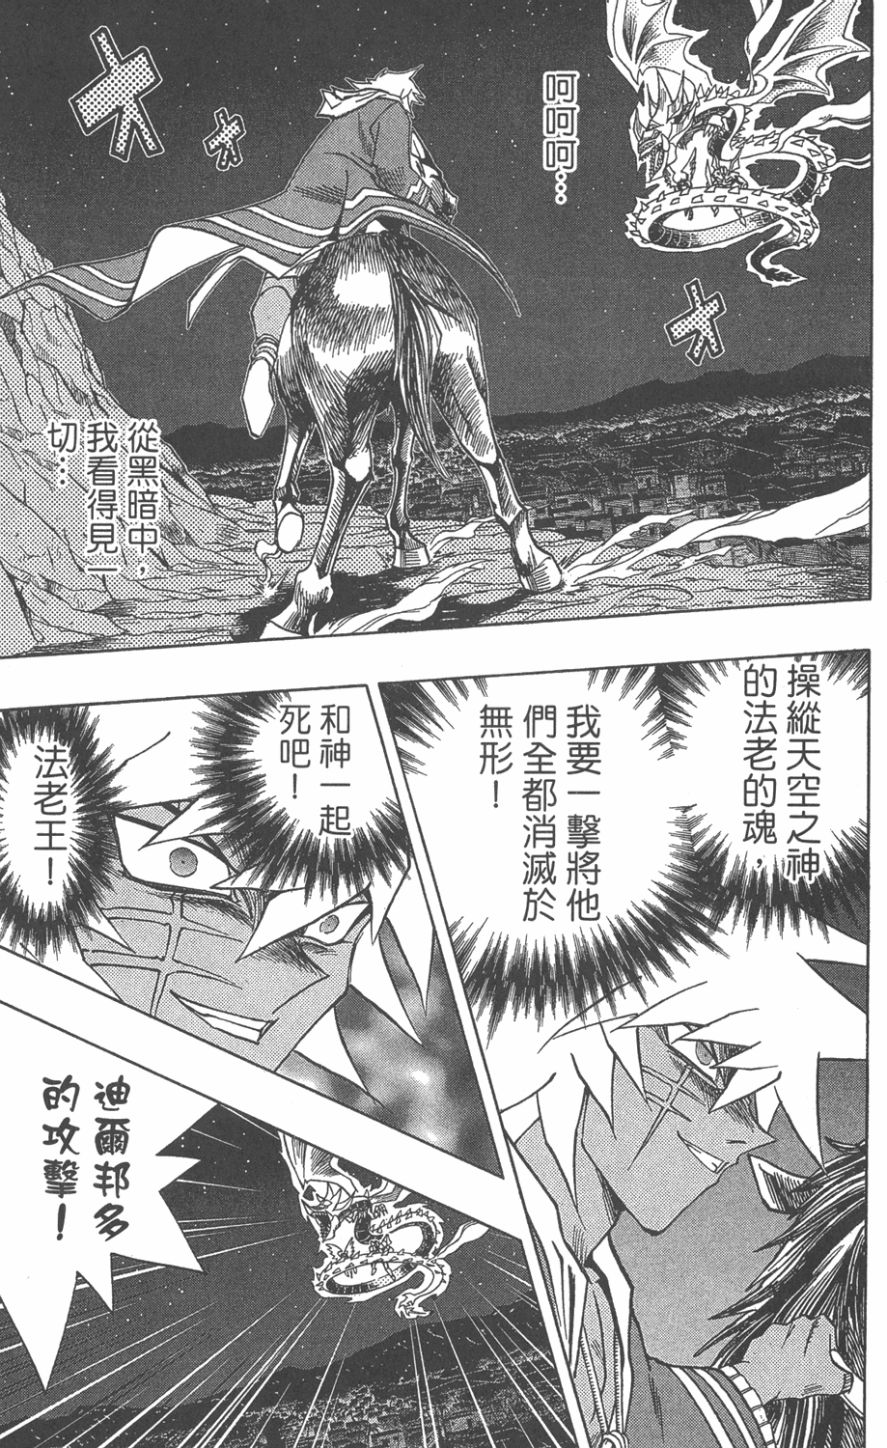 呵呵呵…
從黑暗中，
我看得見一
切…
操縱天空之神
的法老的魂，
我要一擊將他
們全都消滅於
無形！
和神一起
死吧！
法老王！
迪爾邦多
的攻擊！